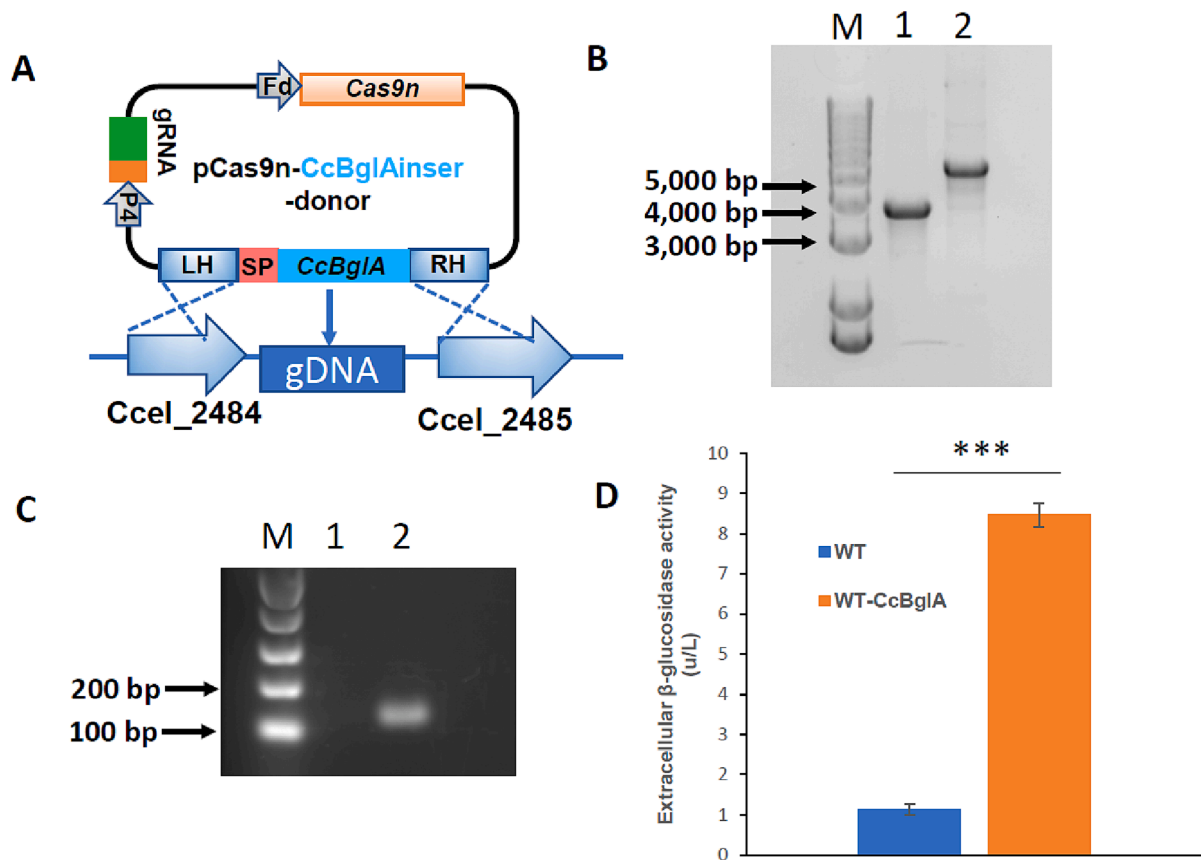 A
Fd
Cas9n
gRNA
P4
pCas9n-CcBglAinser
-donor
LH
SP
CcBglA
RH
gDNA
Ccel_2484
Ccel_2485
B
M 1 2
5,000 bp
4,000 bp
3,000 bp
C
M 1 2
200 bp
100 bp
D
Extracellular β-glucosidase activity
(u/L)
10
9
8
7
6
5
4
3
2
1
0
***
WT
WT-CcBglA